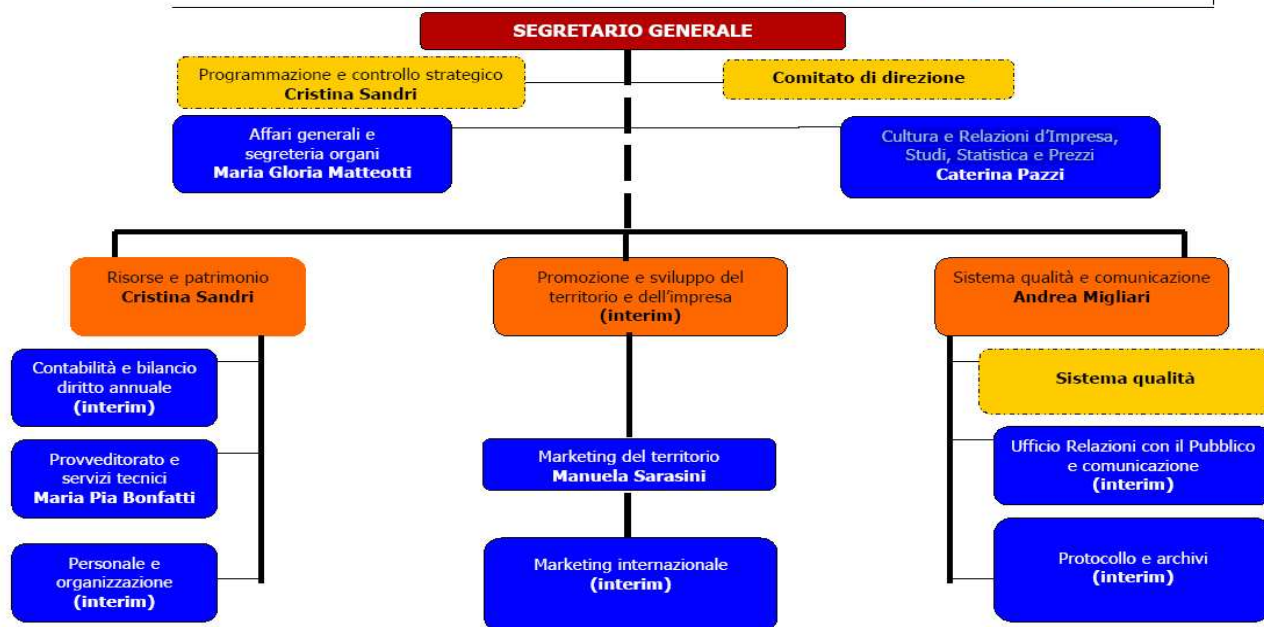 SEGRETARIO GENERALE
Programmazione e controllo strategico
Cristina Sandri
Comitato di direzione
Affari generali e
segreteria organi
Maria Gloria Matteotti
Cultura e Relazioni d'Impresa,
Studi, Statistica e Prezzi
Caterina Pazzi
Risorse e patrimonio
Cristina Sandri
Promozione e sviluppo del
territorio e dell'impresa
(interim)
Sistema qualità e comunicazione
Andrea Migliari
Contabilità e bilancio
diritto annuale
(interim)
Provveditorato e
servizi tecnici
Maria Pia Bonfatti
Personale e
organizzazione
(interim)
Marketing del territorio
Manuela Sarasini
Marketing internazionale
(interim)
Sistema qualità
Ufficio Relazioni con il Pubblico
e comunicazione
(interim)
Protocollo e archivi
(interim)